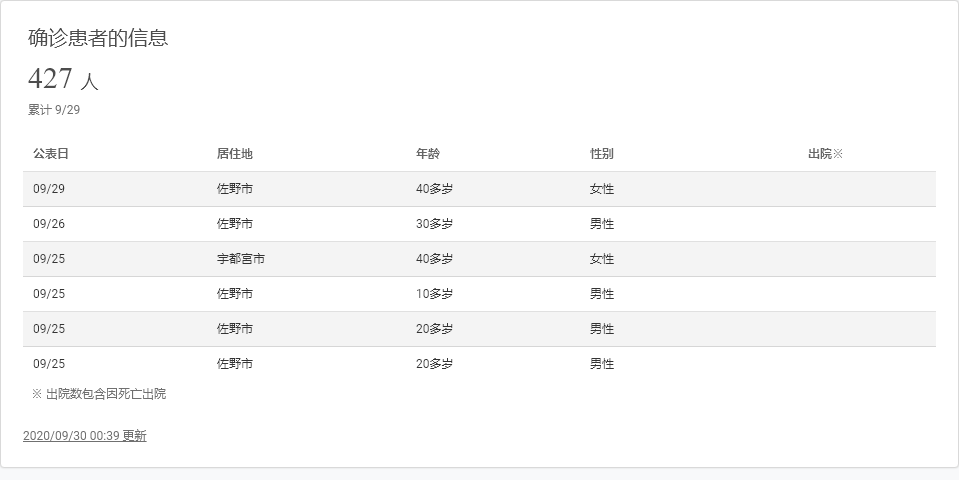 确诊患者的信息
427 人
累计 9/29
公表日 居住地 年龄 性别 出院※
09/29 佐野市 40多岁 女性
09/26 佐野市 30多岁 男性
09/25 宇都宮市 40多岁 女性
09/25 佐野市 10多岁 男性
09/25 佐野市 20多岁 男性
09/25 佐野市 20多岁 男性
※ 出院数包含因死亡出院
2020/09/30 00:39 更新